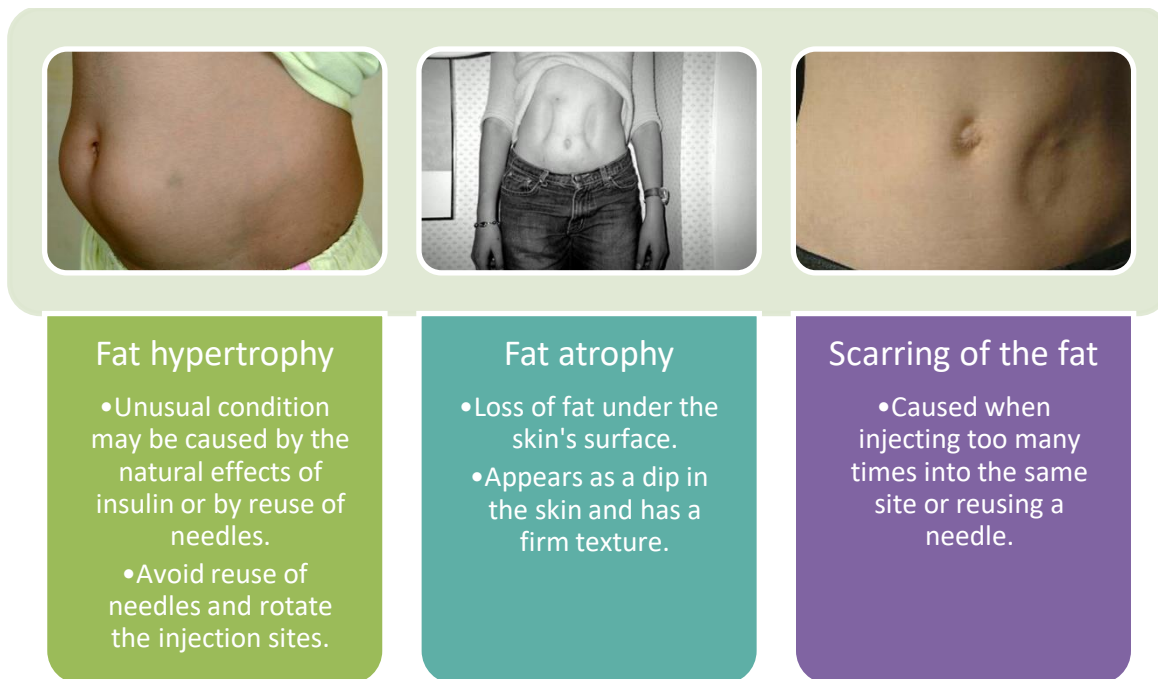 Fat hypertrophy
•Unusual condition
may be caused by the
natural effects of
insulin or by reuse of
needles.
•Avoid reuse of
needles and rotate
the injection sites.
Fat atrophy
•Loss of fat under the
skin's surface.
•Appears as a dip in
the skin and has a
firm texture.
Scarring of the fat
•Caused when
injecting too many
times into the same
site or reusing a
needle.